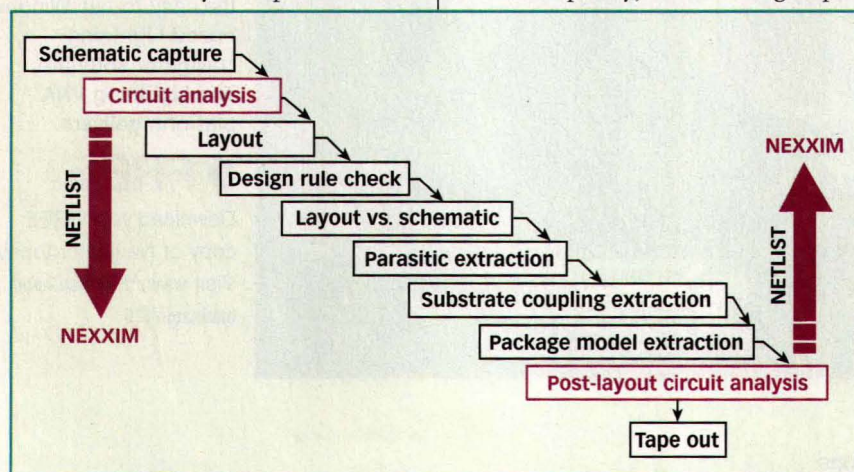 Schematic capture
Circuit analysis
Layout
Design rule check
Layout vs. schematic
Parasitic extraction
Substrate coupling extraction
Package model extraction
Post-layout circuit analysis
Tape out
NETLIST
NEXXIM
NEXXIM
NETLIST